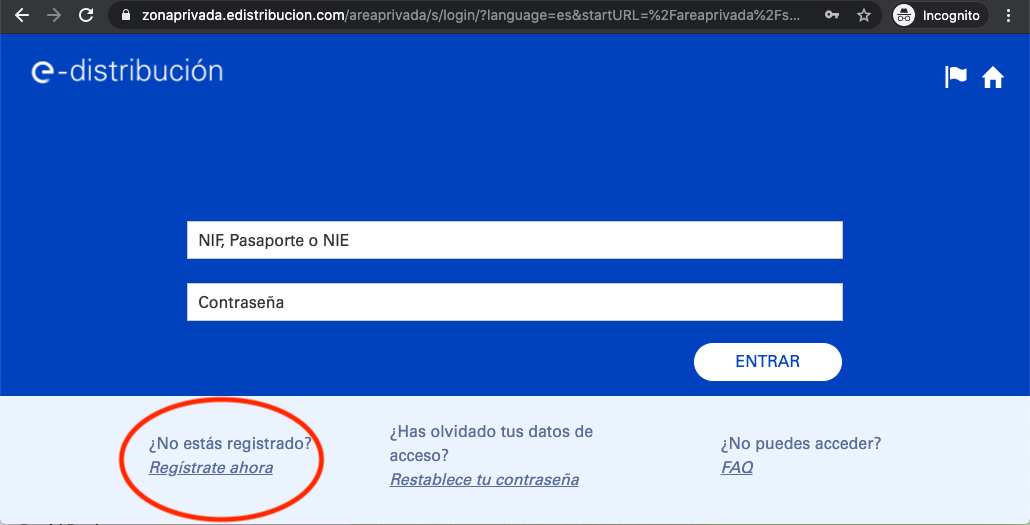 zonaprivada.edistribucion.com/areaprivada/s/login/?language=es&startURL=%2Fareaprivada%2Fs...
Incognito
e-distribución
NIF, Pasaporte o NIE
Contraseña
ENTRAR
¿No estás registrado?
Regístrate ahora
¿Has olvidado tus datos de
acceso?
Restablece tu contraseña
¿No puedes acceder?
FAQ